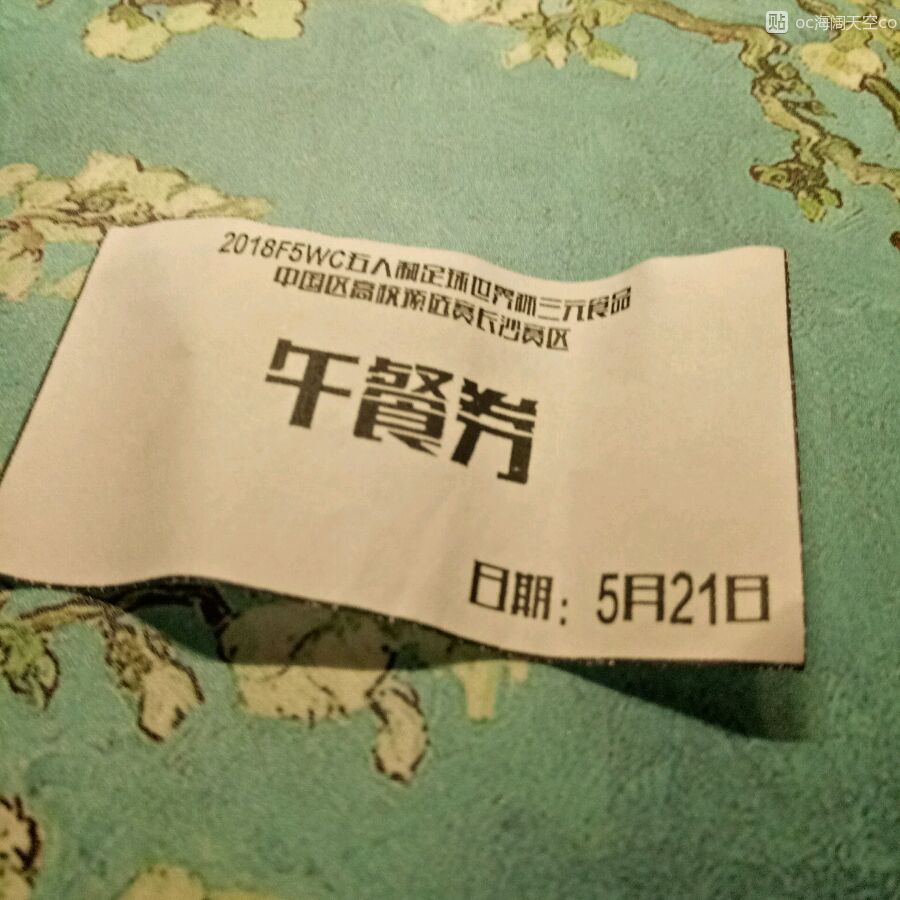 贴 oc海阔天空co
2018F5WC五人制足球世界杯三元食品
中国区高校预选赛长沙赛区
午餐券
日期：5月21日